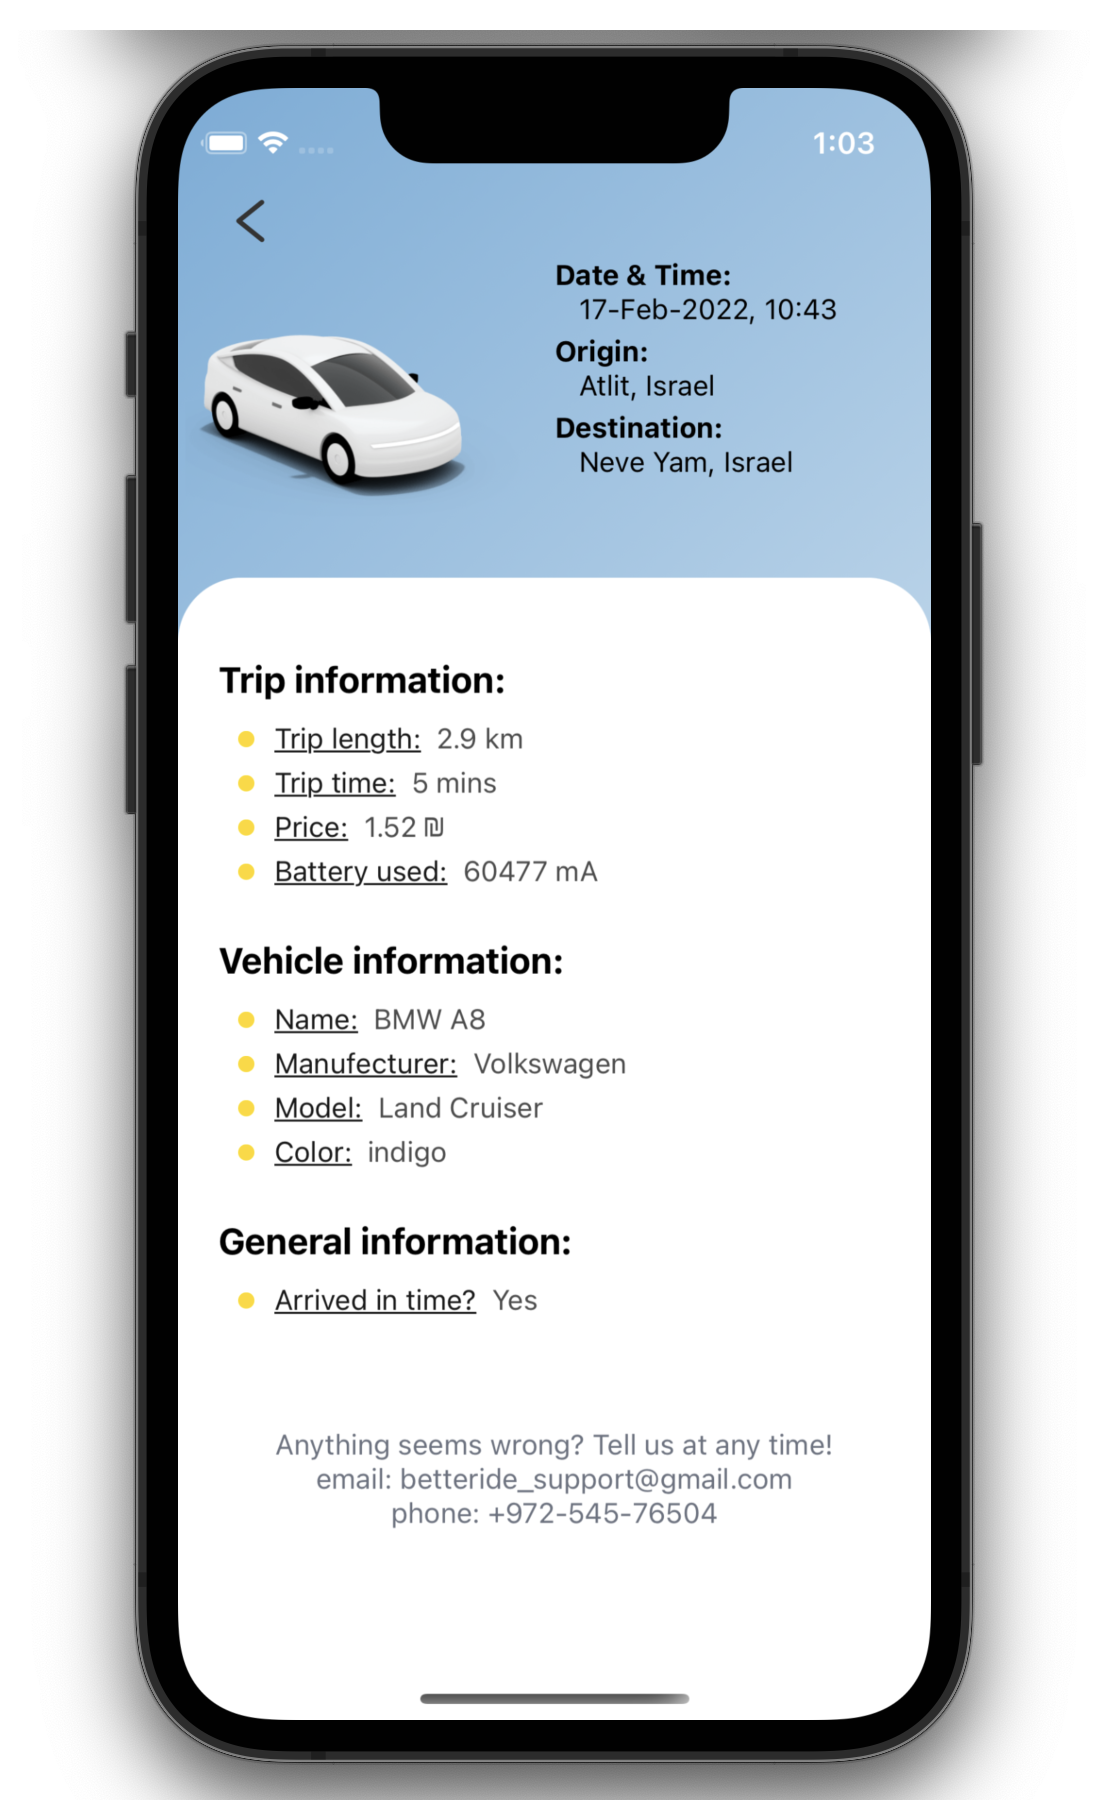 1:03
Date & Time:
17-Feb-2022, 10:43
Origin:
Atlit, Israel
Destination:
Neve Yam, Israel
Trip information:
Trip length: 2.9 km
Trip time: 5 mins
Price: 1.52 ₪
Battery used: 60477 mA
Vehicle information:
Name: BMW A8
Manufecturer: Volkswagen
Model: Land Cruiser
Color: indigo
General information:
Arrived in time? Yes
Anything seems wrong? Tell us at any time!
email: betteride_support@gmail.com
phone: +972-545-76504